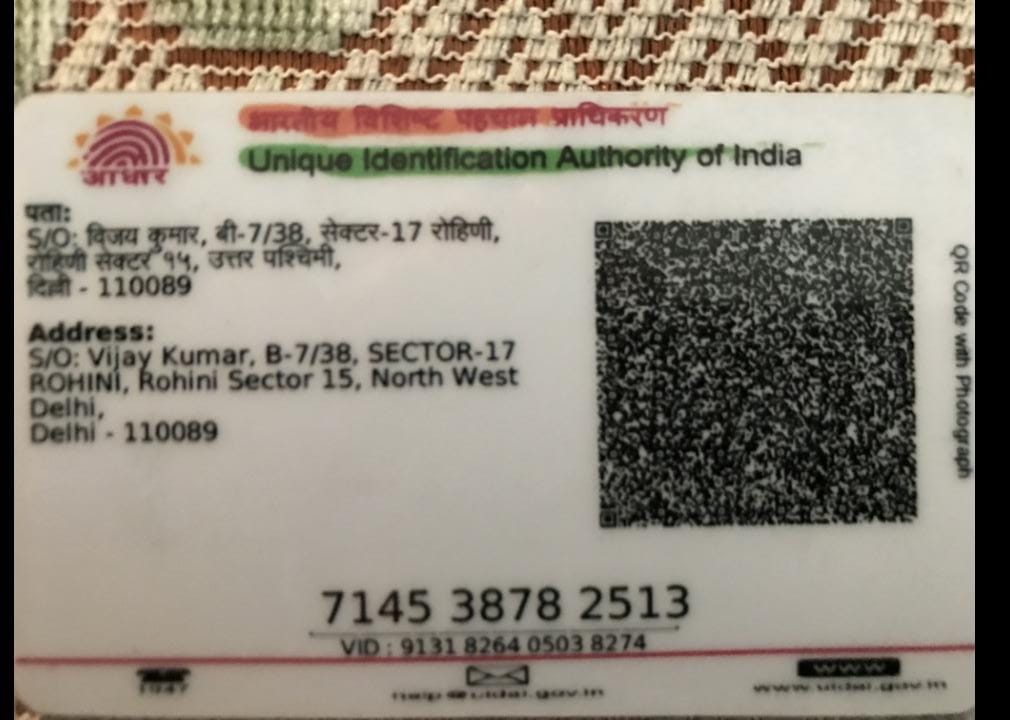 भारतीय विशिष्ट पहचान प्राधिकरण
Unique Identification Authority of India
आधार
पता:
S/O: विजय कुमार, बी-7/38, सेक्टर-17 रोहिणी,
रोहिणी सेक्टर १५, उत्तर पश्चिमी,
दिल्ली - 110089
Address:
S/O: Vijay Kumar, B-7/38, SECTOR-17
ROHINI, Rohini Sector 15, North West
Delhi,
Delhi - 110089
QR Code with Photograph
7145 3878 2513
VID : 9131 8264 0503 8274
1947
help@uidai.gov.in
www
www.uidai.gov.in